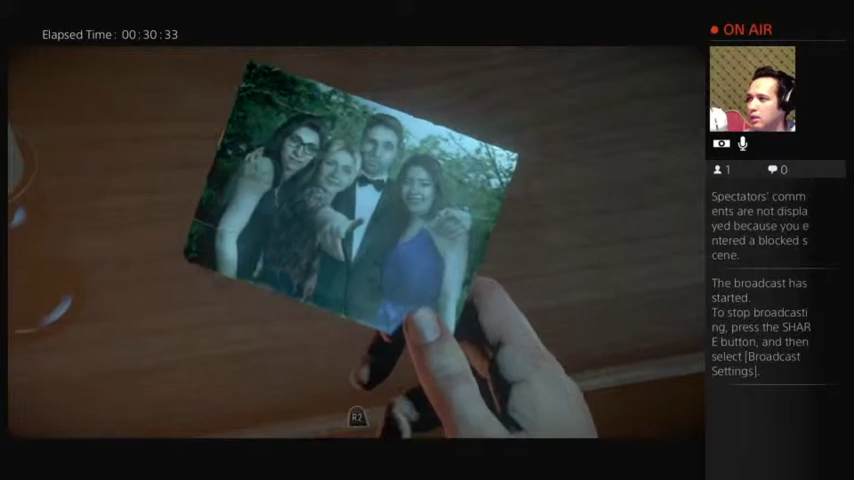 Elapsed Time: 00:30:33
ON AIR
1
0
Spectators' comm
ents are not displa
yed because you e
ntered a blocked s
cene.
The broadcast has
started.
To stop broadcasti
ng, press the SHAR
E button, and then
select [Broadcast
Settings].
R2